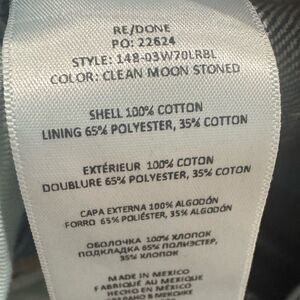 RE/DONE
PO: 22624
STYLE: 148-03W70LRBL
COLOR: CLEAN MOON STONED
SHELL 100% COTTON
LINING 65% POLYESTER, 35% COTTON
EXTÉRIEUR 100% COTON
DOUBLURE 65% POLYESTER, 35% COTON
CAPA EXTERNA 100% ALGODÓN
FORRO 65% POLIÉSTER, 35% ALGODÓN
ОБОЛОЧКА 100% ХЛОПОК
ПОДКЛАДКА 65% ПОЛИЭСТЕР,
35% ХЛОПОК
MADE IN MEXICO
FABRIQUÉ AU MEXIQUE
HECHO EN MÉXICO
СДЕЛАНО В МЕКСИКЕ